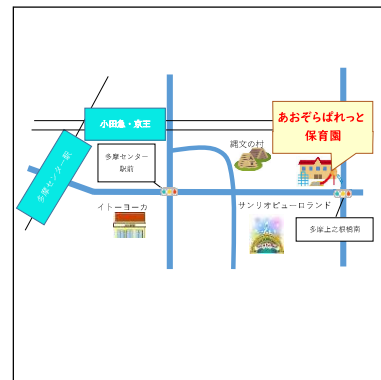 小田急・京王
多摩センター駅
あおぞらぱれっと
保育園
縄文の村
多摩センター
駅前
イトーヨーカ
サンリオピューロランド
多摩上之根橋南